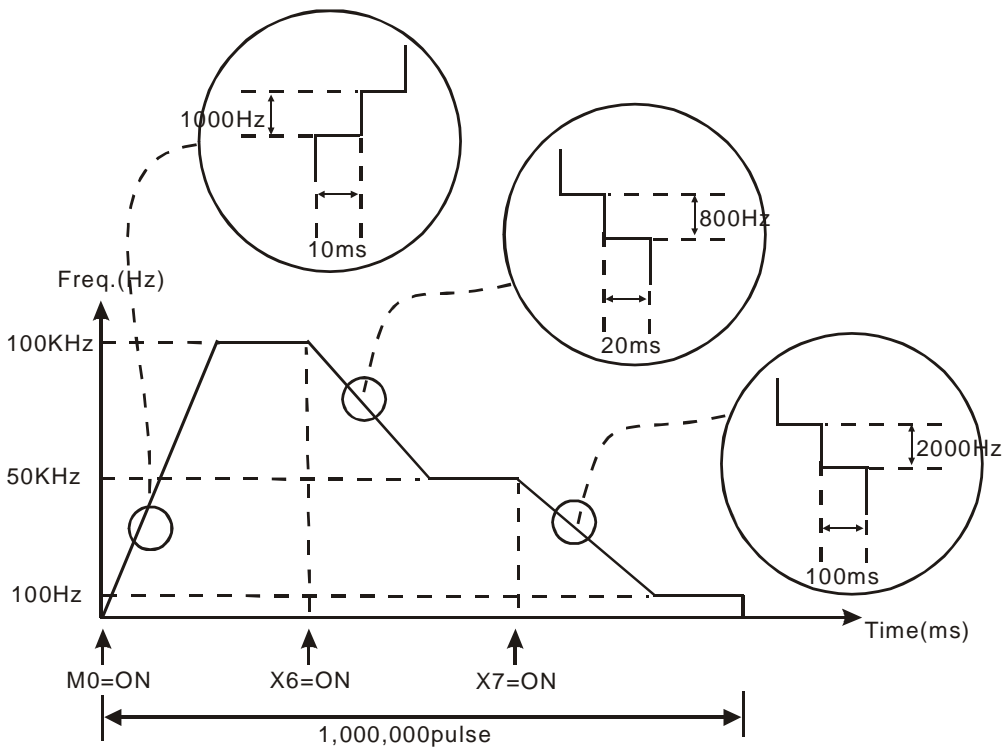 1000Hz
10ms
800Hz
20ms
2000Hz
100ms
Freq.(Hz)
100KHz
50KHz
100Hz
Time(ms)
M0=ON
X6=ON
X7=ON
1,000,000pulse